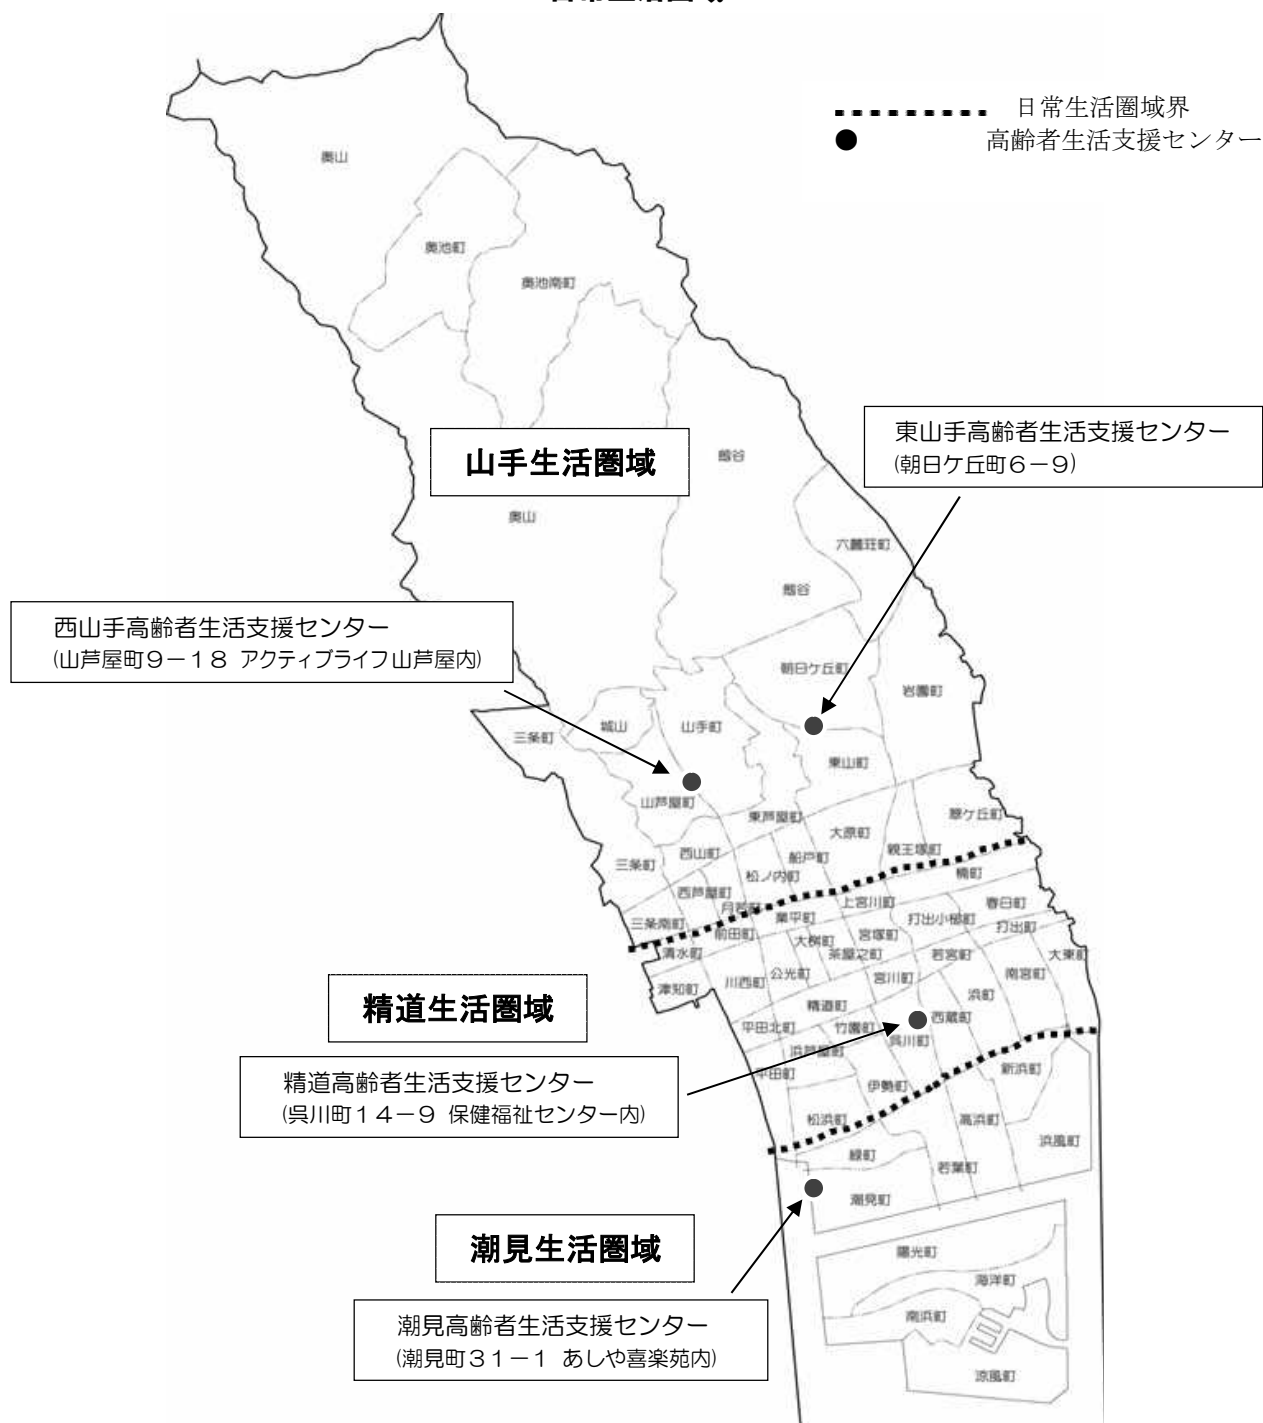 日常生活圏域界
高齢者生活支援センター
奥山
奥池町
奥池南町
東山手高齢者生活支援センター
(朝日ケ丘町6-9)
山手生活圏域
奥山
六麓荘町
西山手高齢者生活支援センター
(山芦屋町9-18 アクティブライフ山芦屋内)
朝日ケ丘町
岩園町
城山
山手町
三条町
東山町
山芦屋町
東芦屋町
翠ケ丘町
大原町
親王塚町
船戸町
西山町
三条町
松ノ内町
楠町
西芦屋町
月若町
上宮川町
春日町
業平町
打出小槌町
三条南町
打出町
前田町
宮塚町
大桝町
清水町
茶屋之町
若宮町
大東町
公光町
川西町
宮川町
南宮町
津知町
浜町
精道生活圏域
精道町
西蔵町
平田北町
竹園町
呉川町
浜芦屋町
平田町
新浜町
精道高齢者生活支援センター
(呉川町14-9 保健福祉センター内)
伊勢町
松浜町
高浜町
浜風町
緑町
若葉町
潮見町
潮見生活圏域
陽光町
海洋町
南浜町
潮見高齢者生活支援センター
(潮見町31-1 あしや喜楽苑内)
涼風町